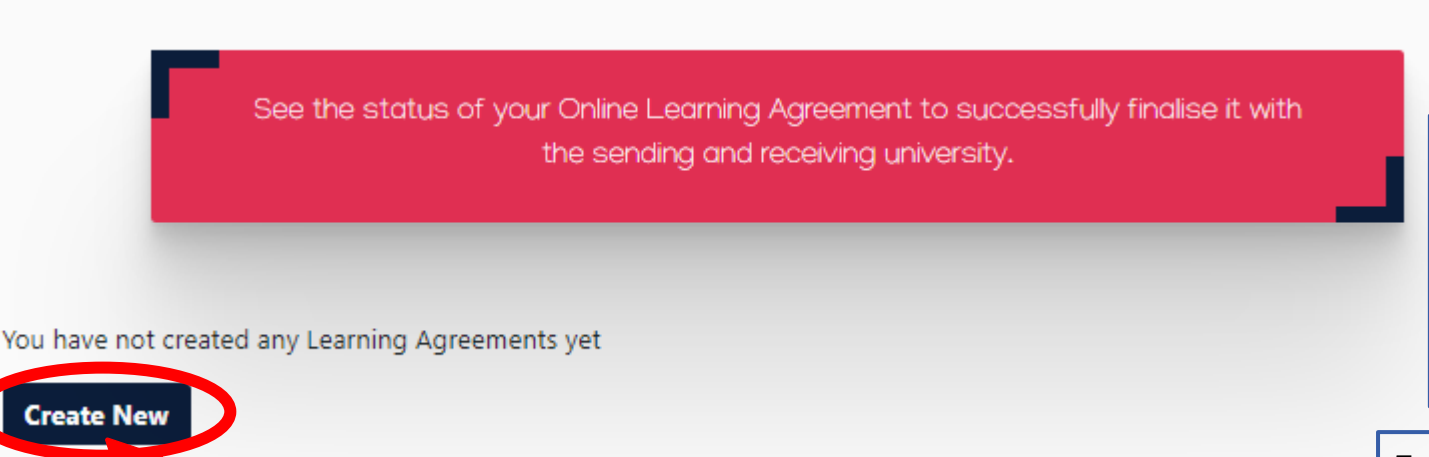 See the status of your Online Learning Agreement to successfully finalise it with
the sending and receiving university.
You have not created any Learning Agreements yet
Create New